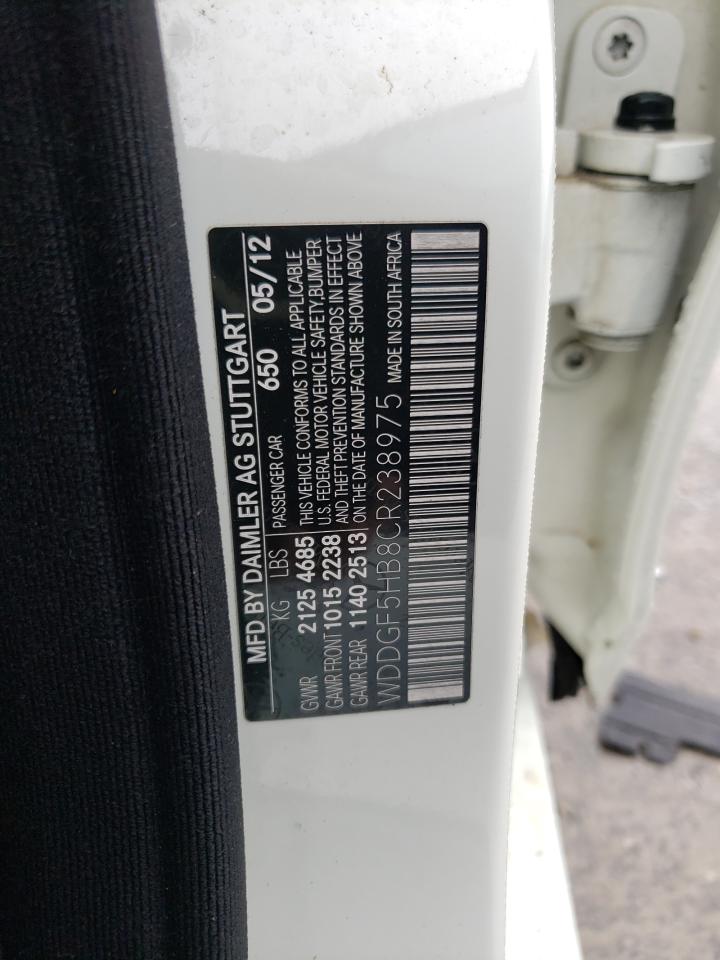 MFD BY DAIMLER AG STUTTGART
KG LBS PASSENGER CAR 650 05/12
GVWR 2125 4685 THIS VEHICLE CONFORMS TO ALL APPLICABLE
GAWR FRONT 1015 2238 U.S. FEDERAL MOTOR VEHICLE SAFETY, BUMPER
GAWR REAR 1140 2513 AND THEFT PREVENTION STANDARDS IN EFFECT
ON THE DATE OF MANUFACTURE SHOWN ABOVE
WDDGF5HB8CR238975 MADE IN SOUTH AFRICA